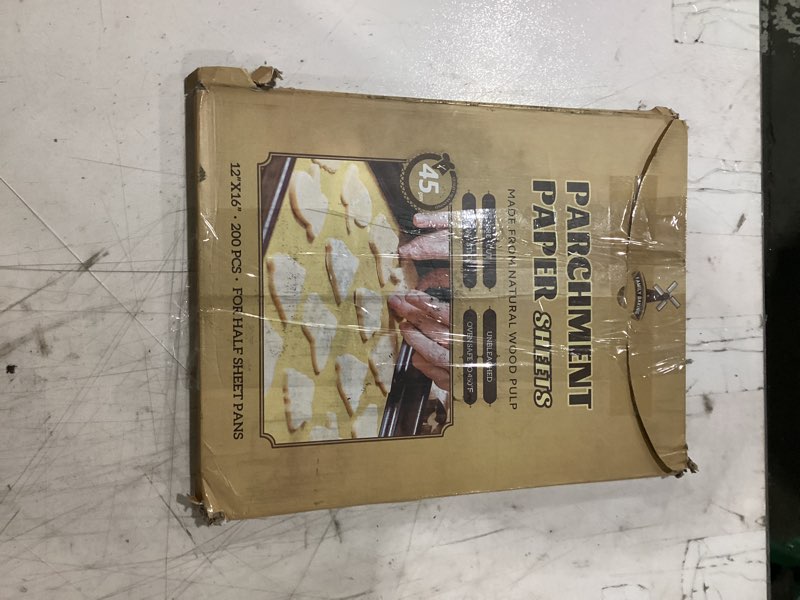 PARCHMENT
PAPER SHEETS
MADE FROM NATURAL WOOD PULP
UNBLEACHED
OVEN SAFE TO 450°F
45
12"X16" · 200 PCS · FOR HALF SHEET PANS